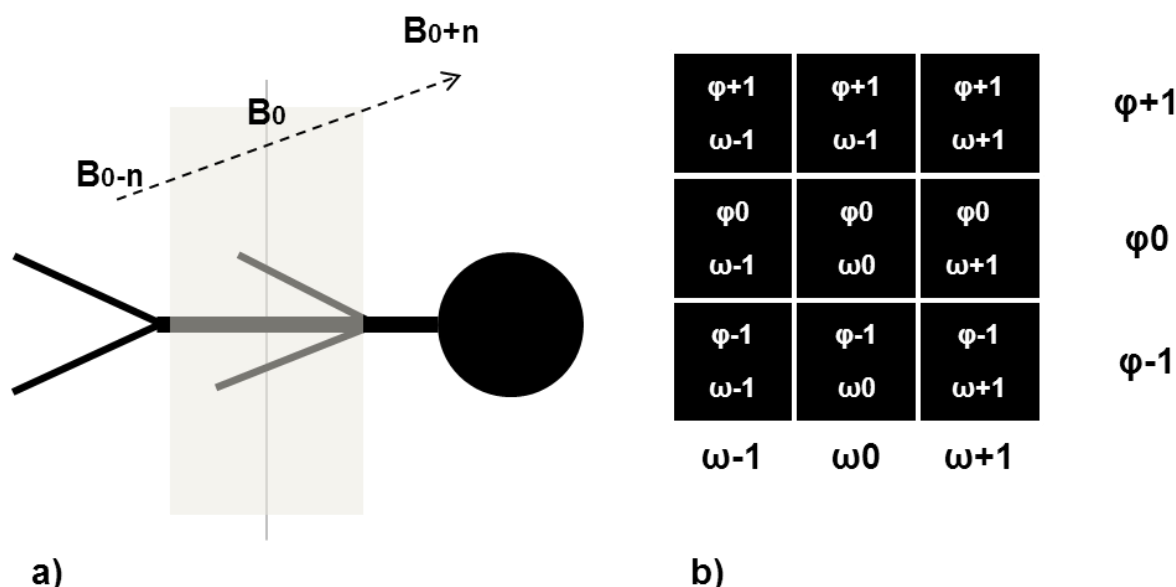 B0+n
B0
B0-n
a)
φ+1 φ+1 φ+1 φ+1
ω-1 ω-1 ω+1
φ0 φ0 φ0 φ0
ω-1 ω0 ω+1
φ-1 φ-1 φ-1 φ-1
ω-1 ω0 ω+1
ω-1 ω0 ω+1
b)